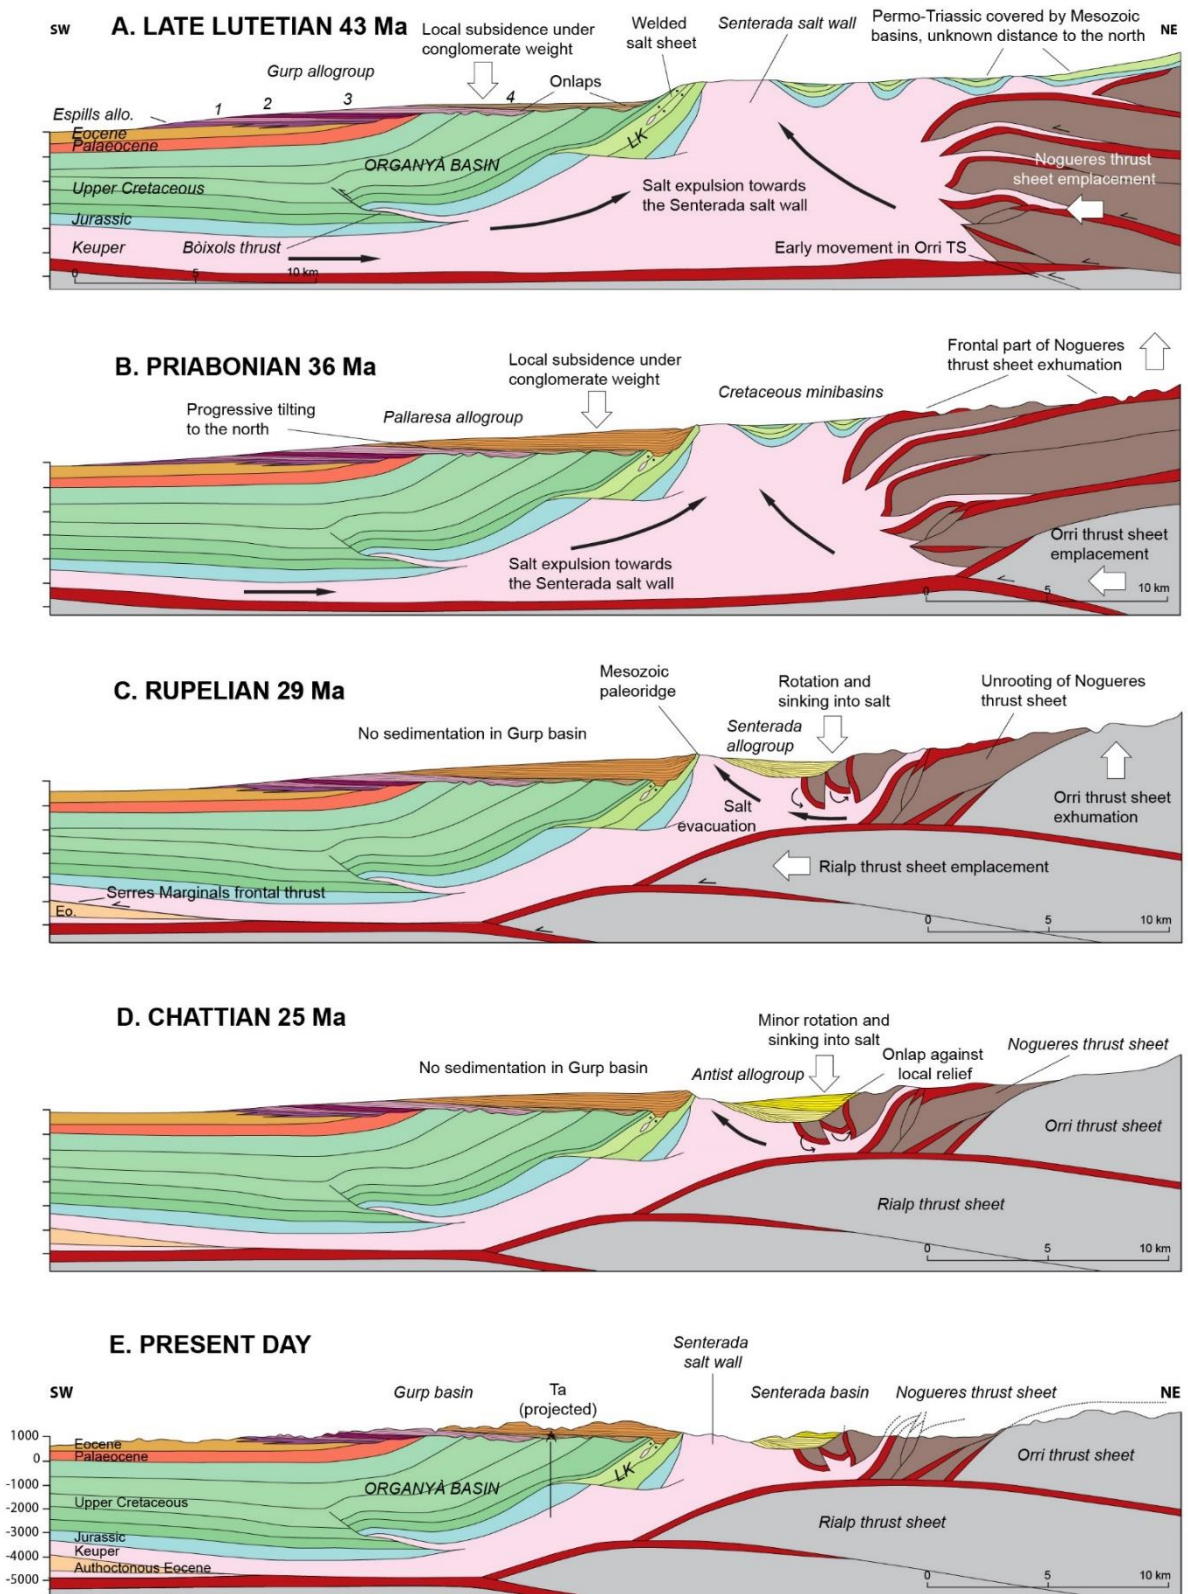 SW
A. LATE LUTETIAN 43 Ma
Local subsidence under
conglomerate weight
Welded
salt sheet
Senterada salt wall
Permo-Triassic covered by Mesozoic
basins, unknown distance to the north
NE
Gurp allogroup
Onlaps
Espills allo.
1
2
3
4
Eocene
Palaeocene
LK
ORGANYÀ BASIN
Nogueres thrust
sheet emplacement
Upper Cretaceous
Salt expulsion towards
the Senterada salt wall
Jurassic
Keuper
Bòixols thrust
Early movement in Orri TS
0
5
10 km
B. PRIABONIAN 36 Ma
Local subsidence under
conglomerate weight
Frontal part of Nogueres
thrust sheet exhumation
Cretaceous minibasins
Progressive tilting
to the north
Pallaresa allogroup
Orri thrust sheet
emplacement
Salt expulsion towards
the Senterada salt wall
0
5
10 km
C. RUPELIAN 29 Ma
Mesozoic
paleoridge
Rotation and
sinking into salt
Unrooting of Nogueres
thrust sheet
No sedimentation in Gurp basin
Senterada
allogroup
Salt
evacuation
Orri thrust sheet
exhumation
Rialp thrust sheet emplacement
Serres Marginals frontal thrust
Eo.
0
5
10 km
D. CHATTIAN 25 Ma
Minor rotation and
sinking into salt
Onlap against
local relief
Nogueres thrust sheet
No sedimentation in Gurp basin
Antist allogroup
Orri thrust sheet
Rialp thrust sheet
0
5
10 km
E. PRESENT DAY
Senterada
salt wall
SW
Gurp basin
Ta
(projected)
Senterada basin
Nogueres thrust sheet
NE
1000
0
-1000
-2000
-3000
-4000
-5000
Eocene
Palaeocene
ORGANYÀ BASIN
LK
Orri thrust sheet
Upper Cretaceous
Rialp thrust sheet
Jurassic
Keuper
Authoctonous Eocene
0
5
10 km